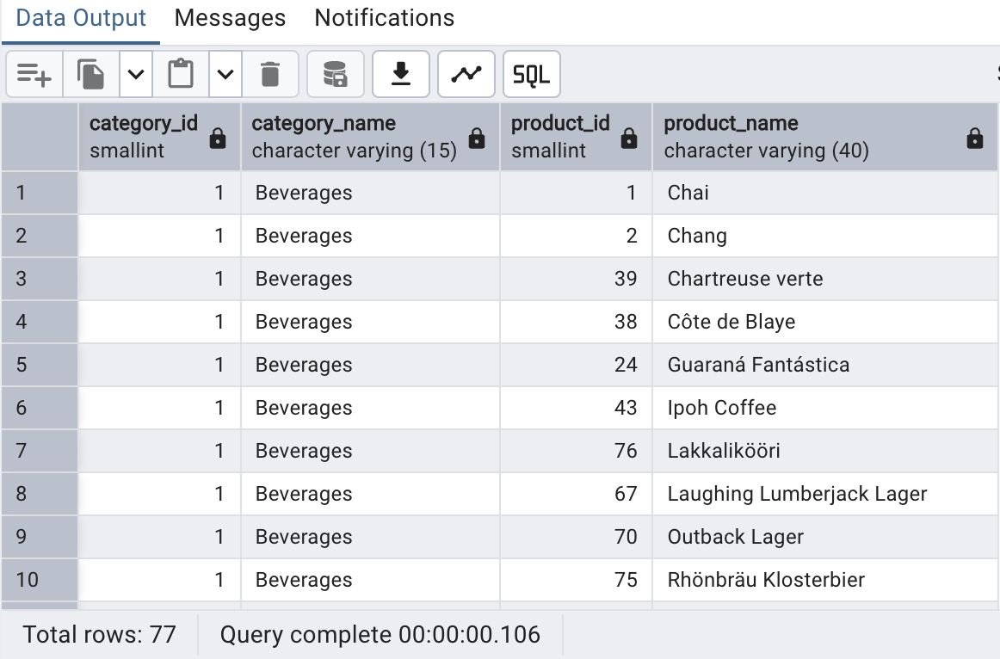 Data Output Messages Notifications
SQL
category_id category_name product_id product_name
smallint character varying (15) smallint character varying (40)
1 1 Beverages 1 Chai
2 1 Beverages 2 Chang
3 1 Beverages 39 Chartreuse verte
4 1 Beverages 38 Côte de Blaye
5 1 Beverages 24 Guaraná Fantástica
6 1 Beverages 43 Ipoh Coffee
7 1 Beverages 76 Lakkalikööri
8 1 Beverages 67 Laughing Lumberjack Lager
9 1 Beverages 70 Outback Lager
10 1 Beverages 75 Rhönbräu Klosterbier
Total rows: 77 Query complete 00:00:00.106